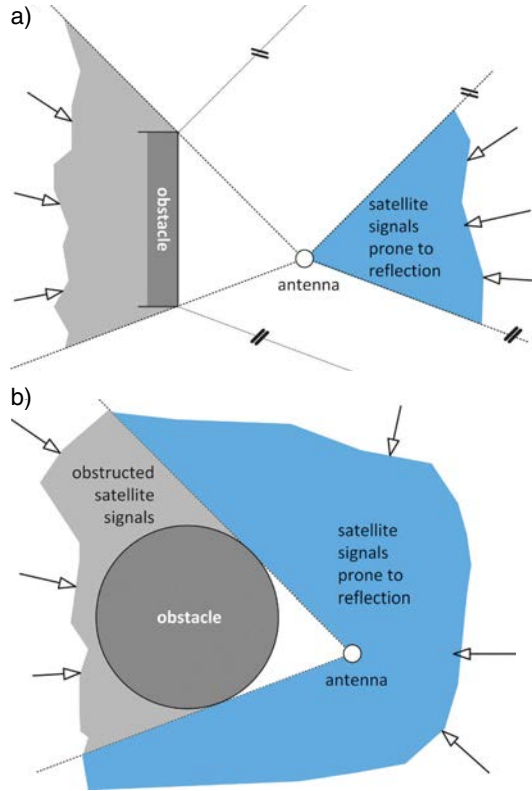 a)
obstacle
satellite
signals
prone to
reflection
antenna
b)
obstructed
satellite
signals
satellite
signals
prone to
reflection
obstacle
antenna